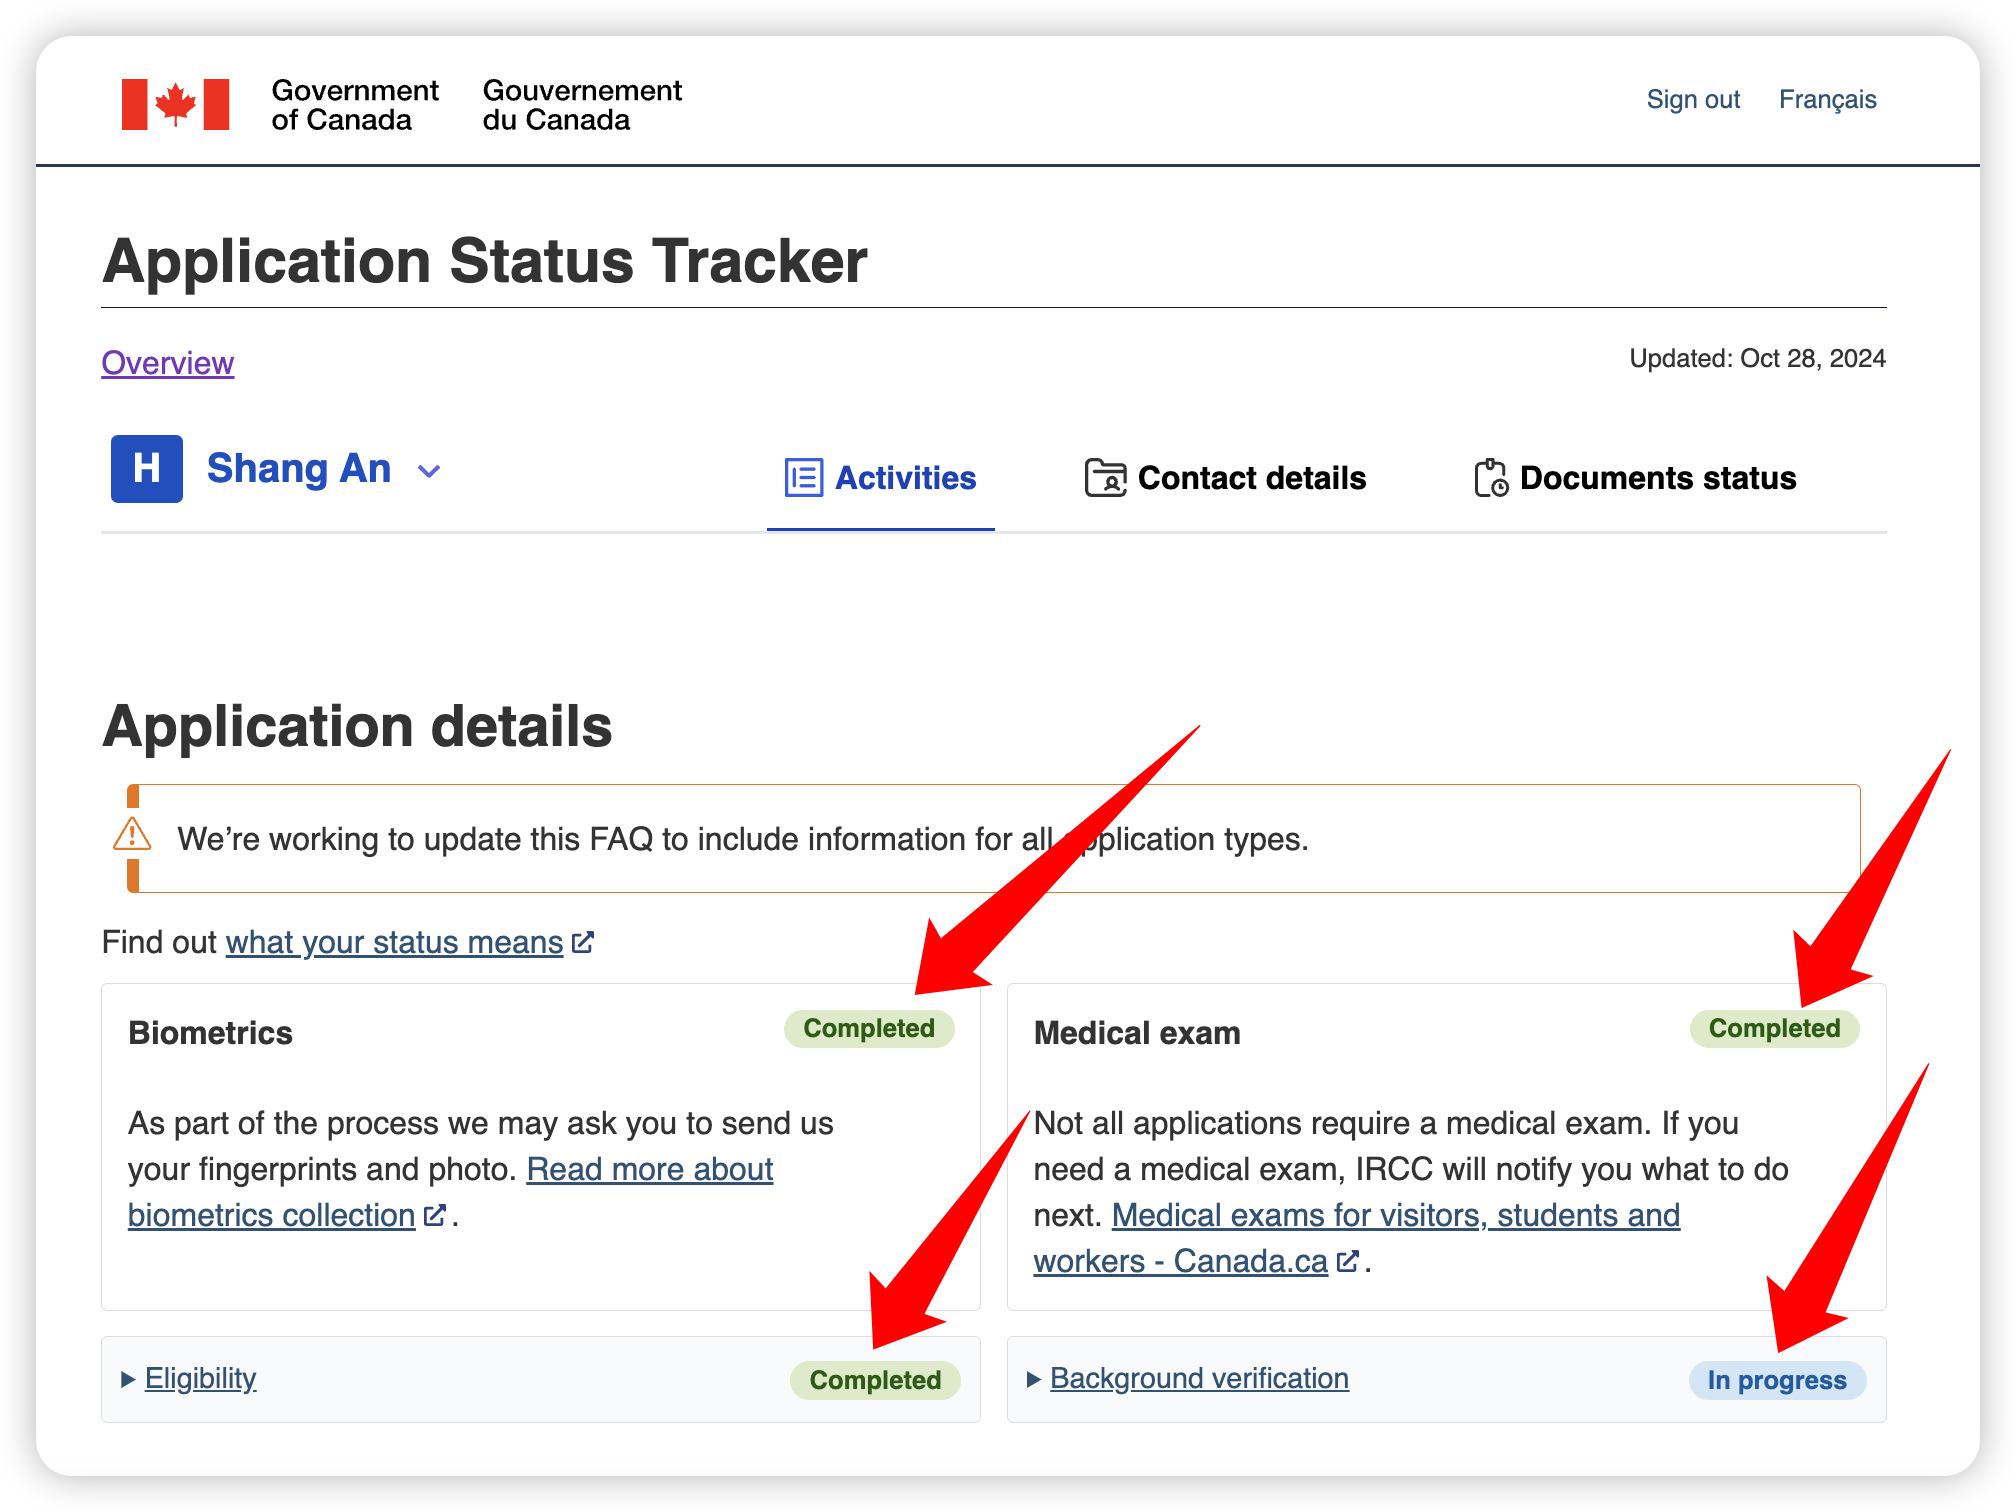 Government Gouvernement
of Canada du Canada
Sign out Français
Application Status Tracker
Overview
Updated: Oct 28, 2024
H Shang An
Activities Contact details Documents status
Application details
We’re working to update this FAQ to include information for all application types.
Find out what your status means
Biometrics Completed
As part of the process we may ask you to send us
your fingerprints and photo. Read more about
biometrics collection .
Medical exam Completed
Not all applications require a medical exam. If you
need a medical exam, IRCC will notify you what to do
next. Medical exams for visitors, students and
workers - Canada.ca .
Eligibility Completed
Background verification In progress